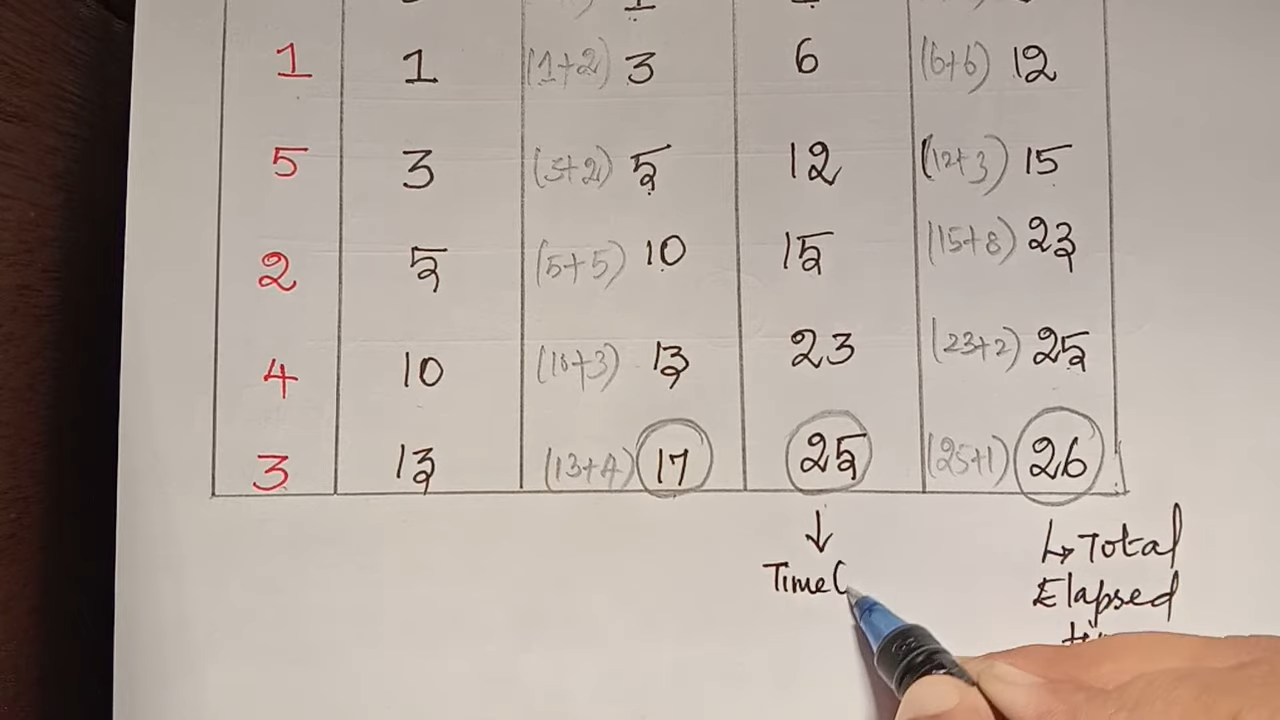 1 1 (1+2) 3 6 (6+6) 12
5 3 (3+2) 5 12 (12+3) 15
2 5 (5+5) 10 15 (15+8) 23
4 10 (10+3) 13 23 (23+2) 25
3 13 (13+4) 17 25 (25+1) 26
↓ ↳ Total
Time( Elapsed